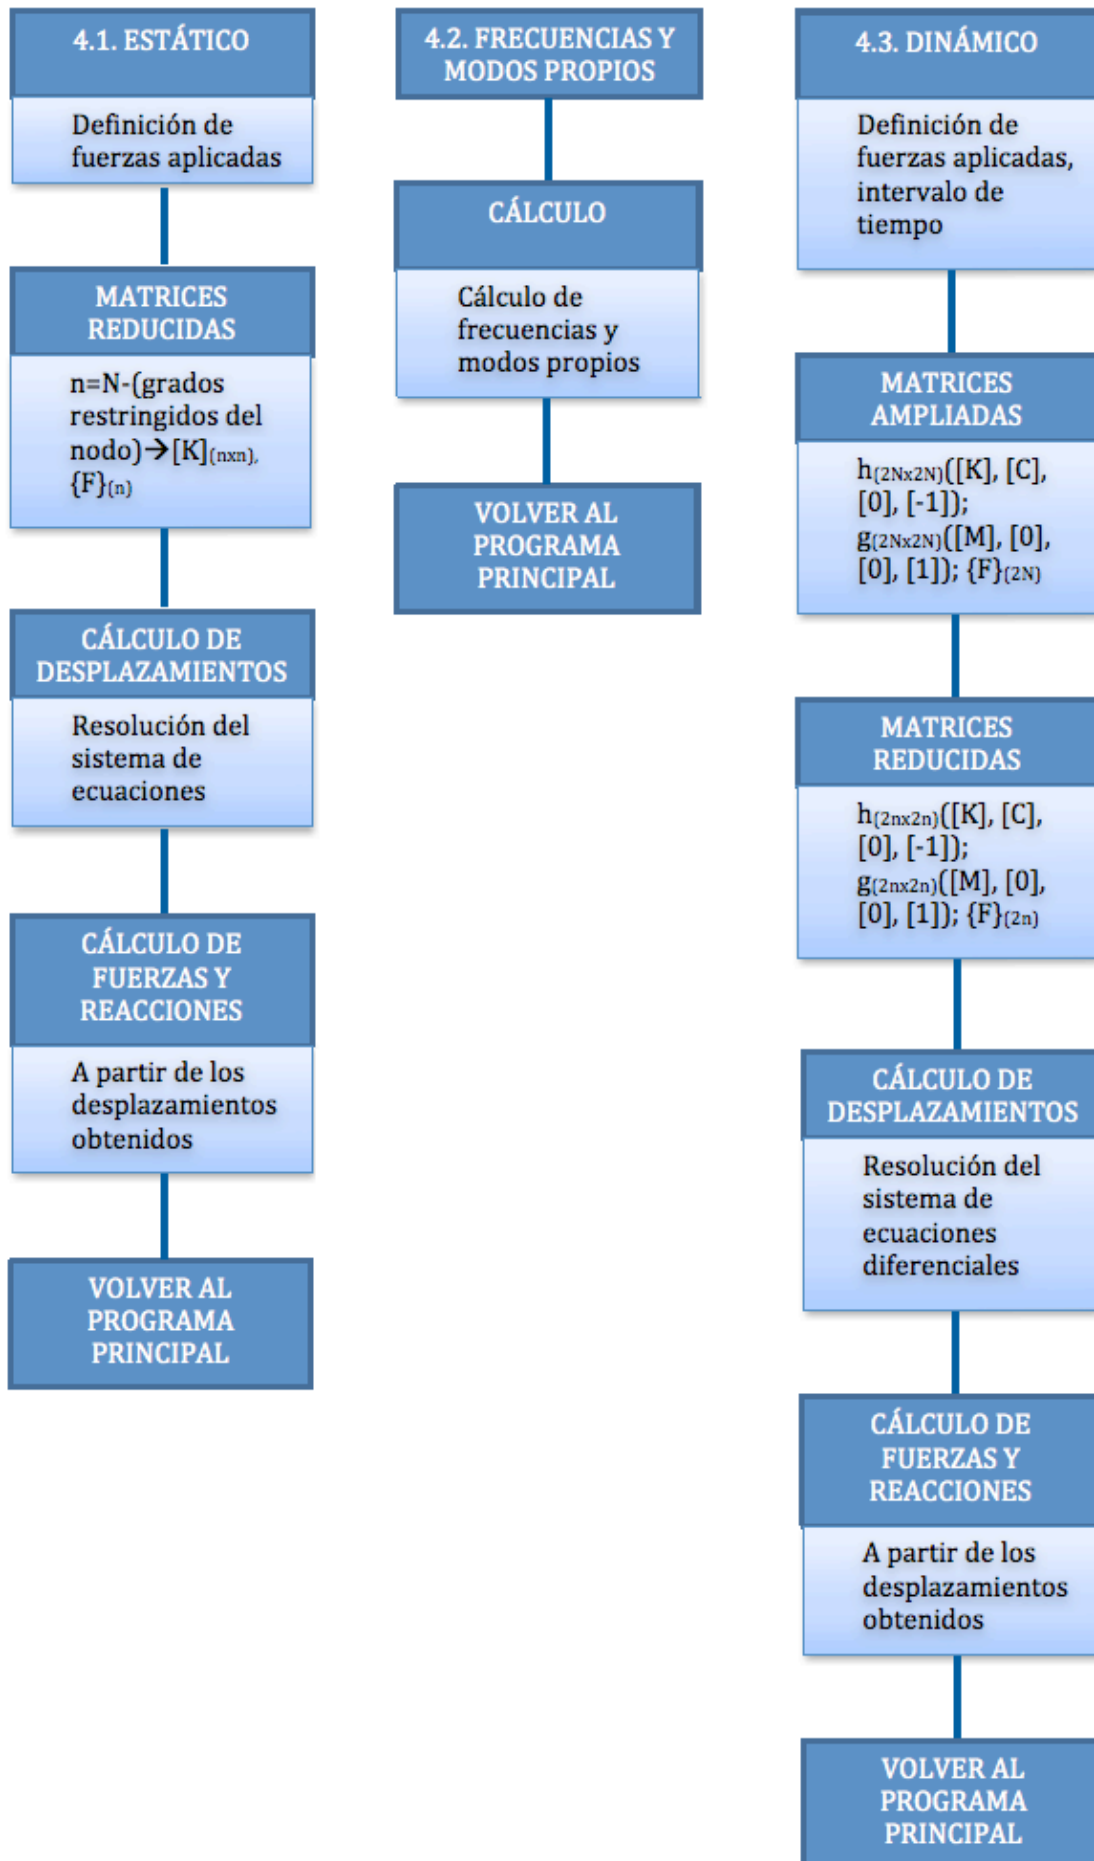 4.1. ESTÁTICO
Definición de
fuerzas aplicadas
MATRICES
REDUCIDAS
n=N-(grados
restringidos del
nodo)→[K](nxn),
{F}(n)
CÁLCULO DE
DESPLAZAMIENTOS
Resolución del
sistema de
ecuaciones
CÁLCULO DE
FUERZAS Y
REACCIONES
A partir de los
desplazamientos
obtenidos
VOLVER AL
PROGRAMA
PRINCIPAL
4.2. FRECUENCIAS Y
MODOS PROPIOS
CÁLCULO
Cálculo de
frecuencias y
modos propios
VOLVER AL
PROGRAMA
PRINCIPAL
4.3. DINÁMICO
Definición de
fuerzas aplicadas,
intervalo de
tiempo
MATRICES
AMPLIADAS
h(2Nx2N)([K], [C],
[0], [-1]);
g(2Nx2N)([M], [0],
[0], [1]); {F}(2N)
MATRICES
REDUCIDAS
h(2nx2n)([K], [C],
[0], [-1]);
g(2nx2n)([M], [0],
[0], [1]); {F}(2n)
CÁLCULO DE
DESPLAZAMIENTOS
Resolución del
sistema de
ecuaciones
diferenciales
CÁLCULO DE
FUERZAS Y
REACCIONES
A partir de los
desplazamientos
obtenidos
VOLVER AL
PROGRAMA
PRINCIPAL